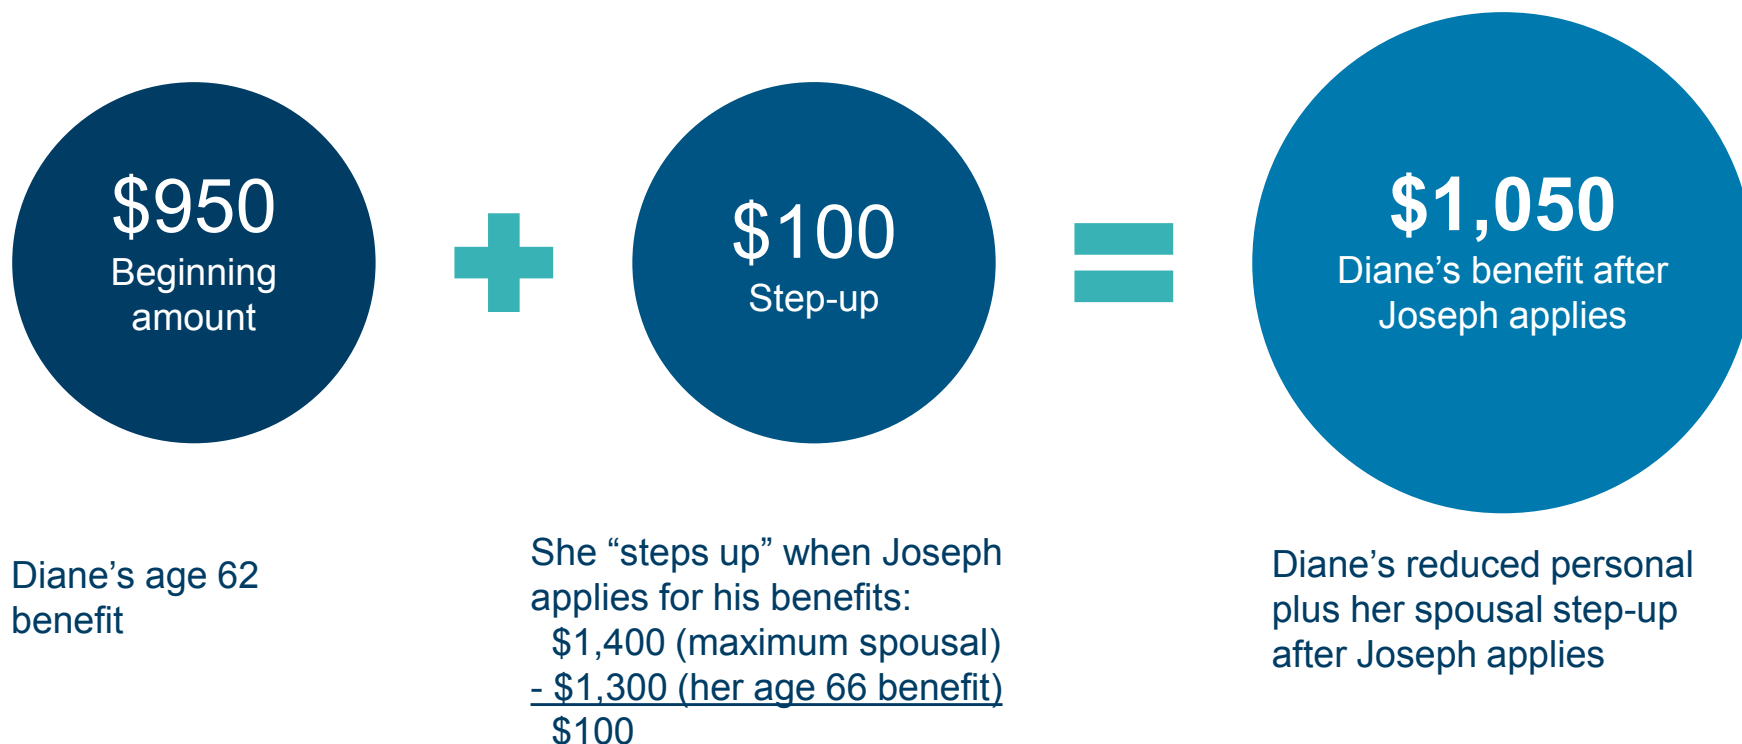 $950
Beginning
amount
$100
Step-up
$1,050
Diane’s benefit after
Joseph applies
Diane’s age 62
benefit
She “steps up” when Joseph
applies for his benefits:
$1,400 (maximum spousal)
- $1,300 (her age 66 benefit)
$100
Diane’s reduced personal
plus her spousal step-up
after Joseph applies